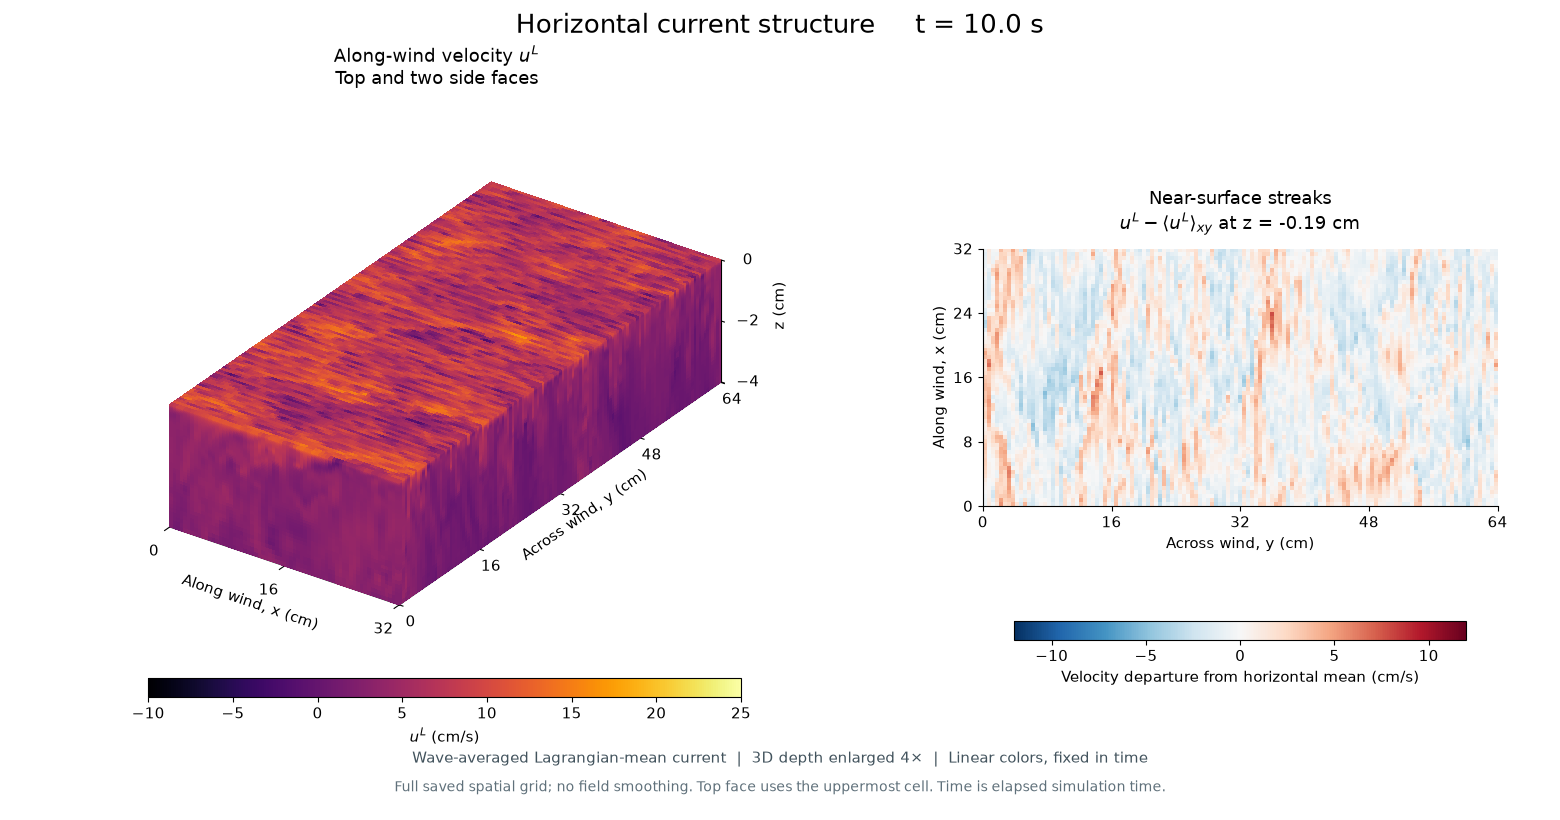 Horizontal current structure     t = 10.0 s
Along-wind velocity u^L
Top and two side faces
0
−2
z (cm)
−4
64
48
32
16
0
Across wind, y (cm)
0
16
32
Along wind, x (cm)
−10 −5 0 5 10 15 20 25
u^L (cm/s)
Near-surface streaks
u^L − ⟨u^L⟩_xy at z = -0.19 cm
32
24
16
8
0
Along wind, x (cm)
0 16 32 48 64
Across wind, y (cm)
−10 −5 0 5 10
Velocity departure from horizontal mean (cm/s)
Wave-averaged Lagrangian-mean current | 3D depth enlarged 4× | Linear colors, fixed in time
Full saved spatial grid; no field smoothing. Top face uses the uppermost cell. Time is elapsed simulation time.